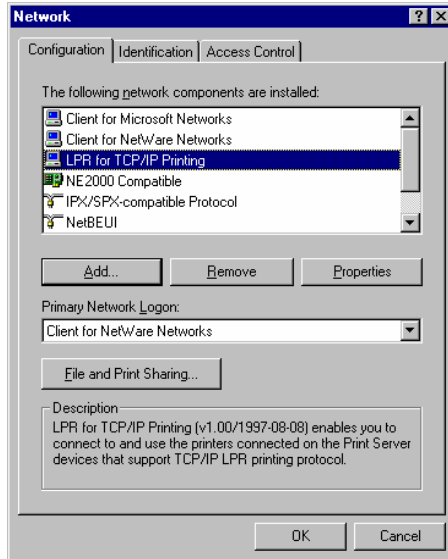 Network
Configuration Identification Access Control
The following network components are installed:
Client for Microsoft Networks
Client for NetWare Networks
LPR for TCP/IP Printing
NE2000 Compatible
IPX/SPX-compatible Protocol
NetBEUI
Add... Remove Properties
Primary Network Logon:
Client for NetWare Networks
File and Print Sharing...
Description
LPR for TCP/IP Printing (v1.00/1997-08-08) enables you to
connect to and use the printers connected on the Print Server
devices that support TCP/IP LPR printing protocol.
OK Cancel